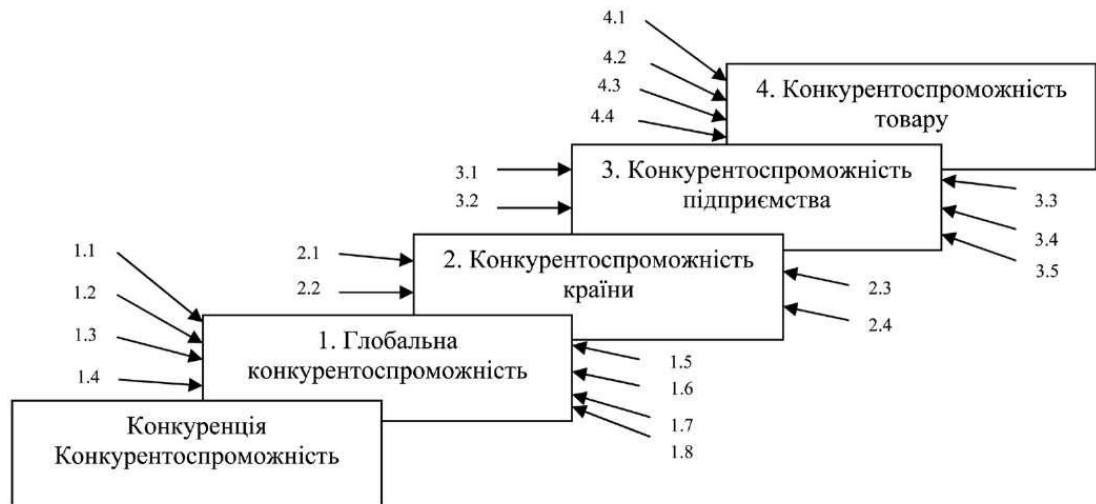 4.1
4.2
4.3
4.4
4. Конкурентоспроможність
товару
3.1
3.2
3. Конкурентоспроможність
підприємства
3.3
3.4
3.5
2.1
2.2
2. Конкурентоспроможність
країни
2.3
2.4
1.1
1.2
1.3
1.4
1. Глобальна
конкурентоспроможність
1.5
1.6
1.7
1.8
Конкуренція
Конкурентоспроможність